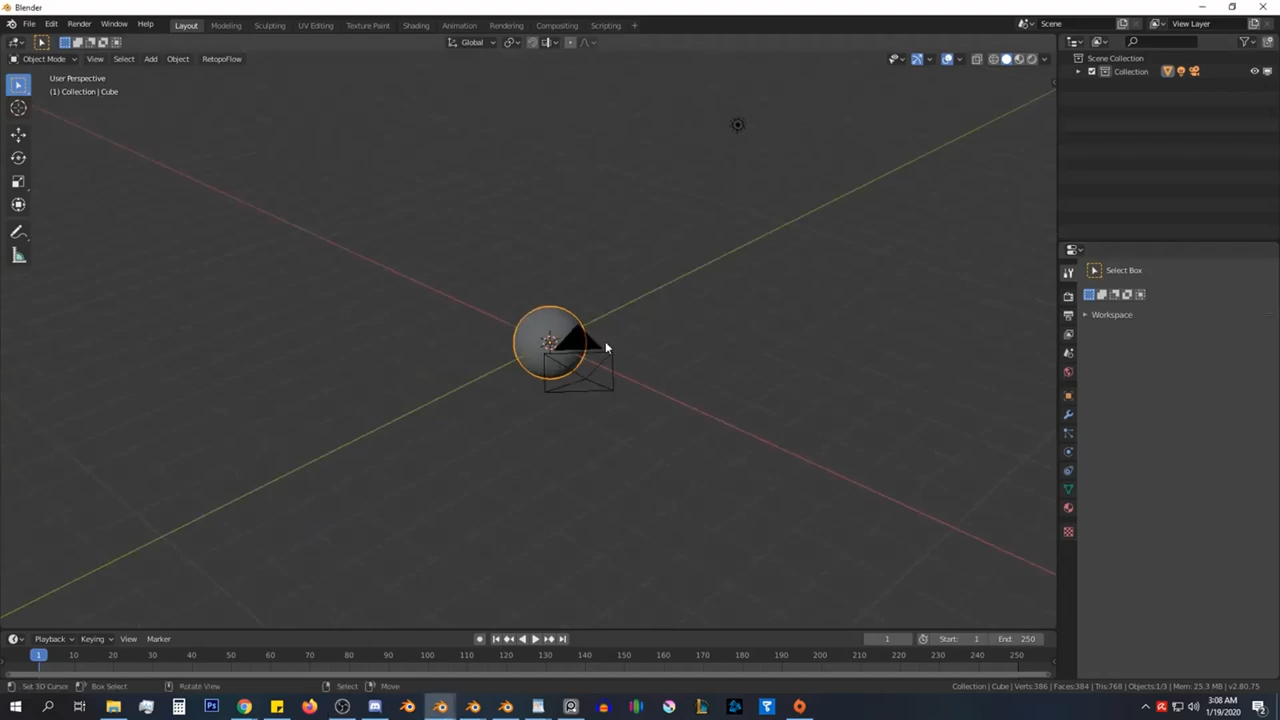 Blender
File Edit Render Window Help Layout Modeling Sculpting UV Editing Texture Paint Shading Animation Rendering Compositing Scripting + Scene View Layer
Global
Object Mode View Select Add Object RetopoFlow
Scene Collection
Collection
User Perspective
(1) Collection | Cube
Select Box
Workspace
Playback Keying View Marker 1 Start: 1 End: 250
1 10 20 30 40 50 60 70 80 90 100 110 120 130 140 150 160 170 180 190 200 210 220 230 240 250
Set 3D Cursor Box Select Rotate View Select Move Collection | Cube | Verts:386 | Faces:384 | Tris:768 | Objects:1/3 | Mem: 25.3 MB | v2.80.75
3:08 AM
1/19/2020
2